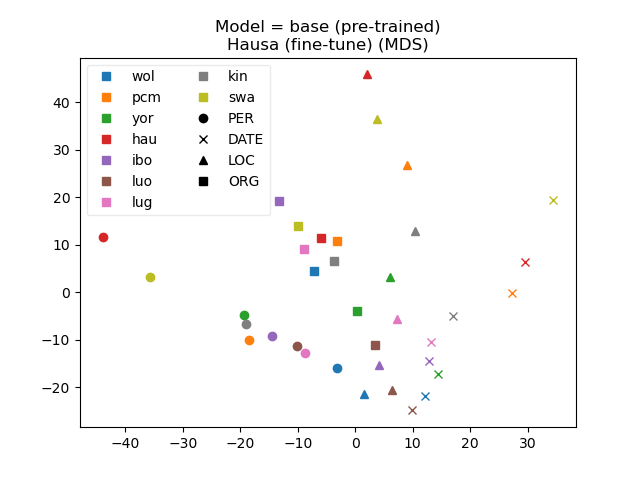 Model = base (pre-trained)
Hausa (fine-tune) (MDS)
wol
pcm
yor
hau
ibo
luo
lug
kin
swa
PER
DATE
LOC
ORG
40
30
20
10
0
−10
−20
−40
−30
−20
−10
0
10
20
30